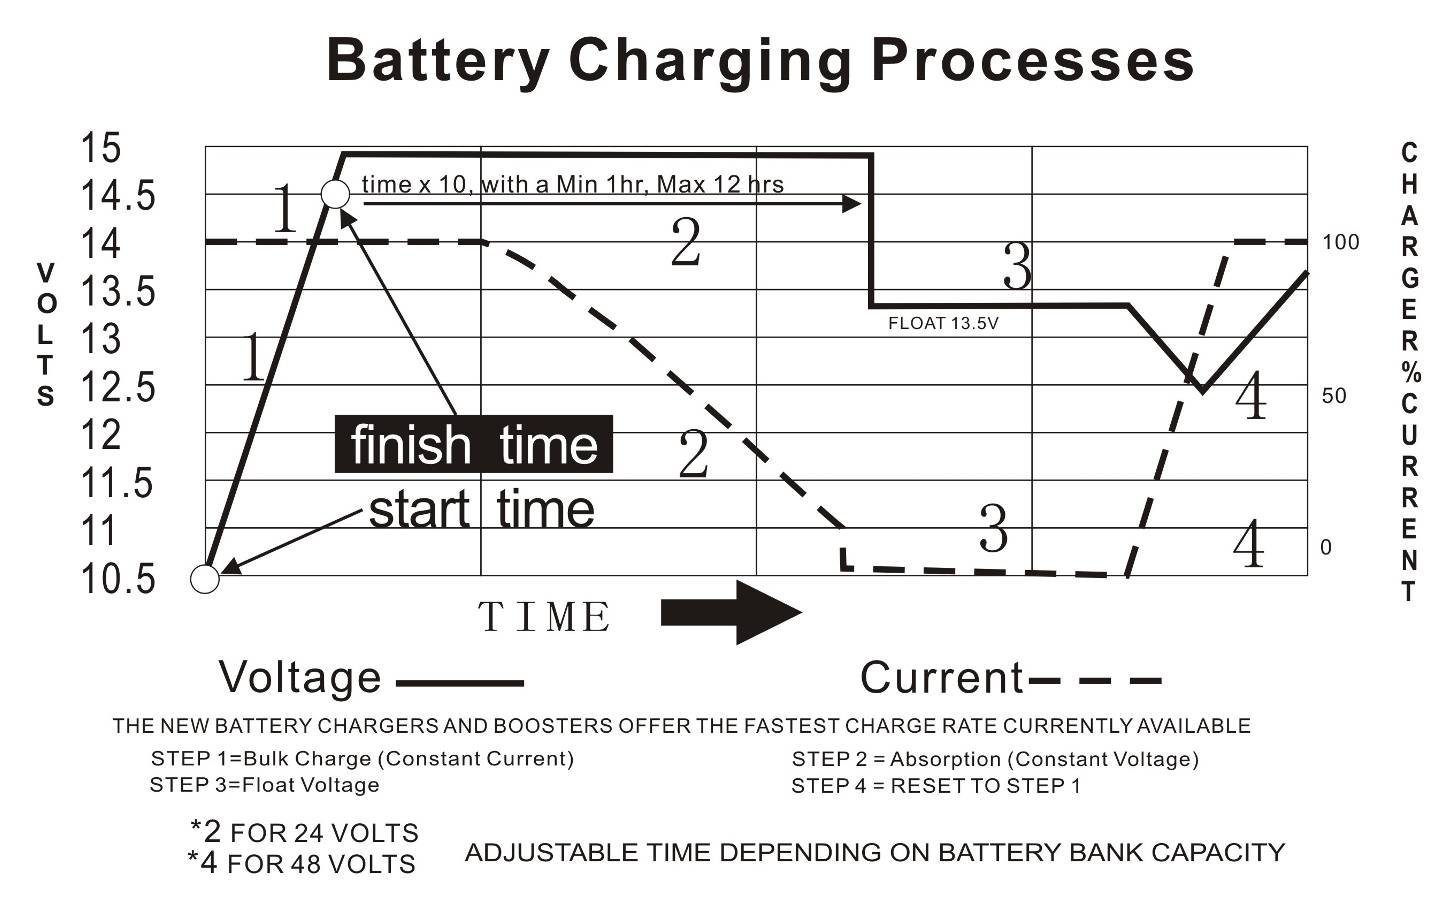 Battery Charging Processes
15
14.5
14
13.5
13
12.5
12
11.5
11
10.5
VOLTS
CHARGER%CURRENT
100
50
0
time x 10, with a Min 1hr, Max 12 hrs
1
2
3
FLOAT 13.5V
1
4
finish time
2
start time
3
4
TIME
Voltage
Current
THE NEW BATTERY CHARGERS AND BOOSTERS OFFER THE FASTEST CHARGE RATE CURRENTLY AVAILABLE
STEP 1=Bulk Charge (Constant Current)
STEP 2 = Absorption (Constant Voltage)
STEP 3=Float Voltage
STEP 4 = RESET TO STEP 1
*2 FOR 24 VOLTS
*4 FOR 48 VOLTS
ADJUSTABLE TIME DEPENDING ON BATTERY BANK CAPACITY